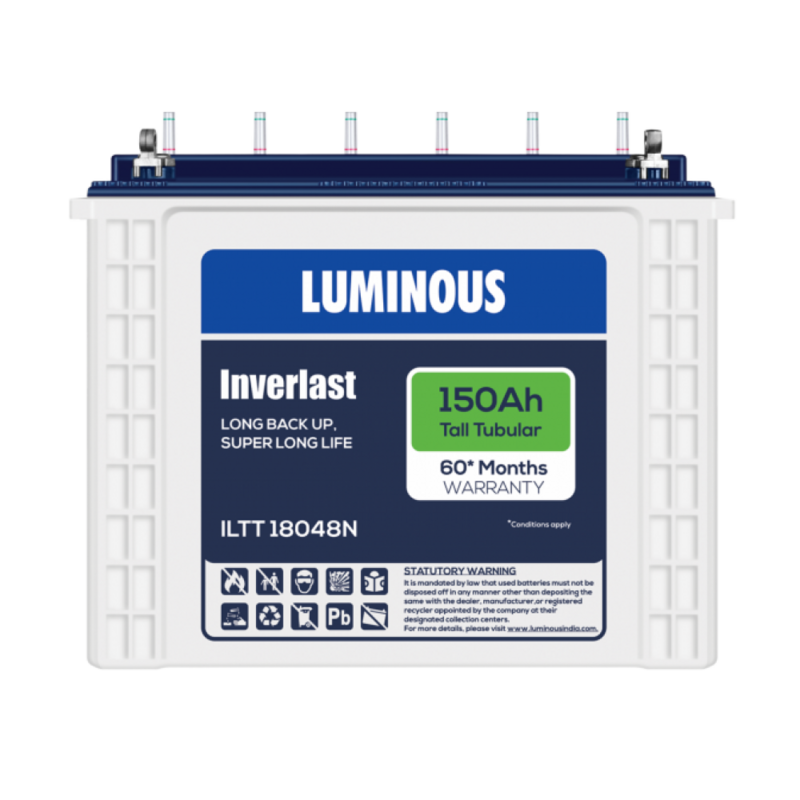 LUMINOUS
Inverlast
LONG BACK UP,
SUPER LONG LIFE
150Ah
Tall Tubular
60* Months
WARRANTY
ILTT 18048N
*Conditions apply
STATUTORY WARNING
It is mandated by law that used batteries must not be
disposed off in any manner other than depositing the
same with the dealer, manufacturer,or registered
recycler appointed by the company at their
designated collection centers.
For more details, please visit www.luminousindia.com.
Pb